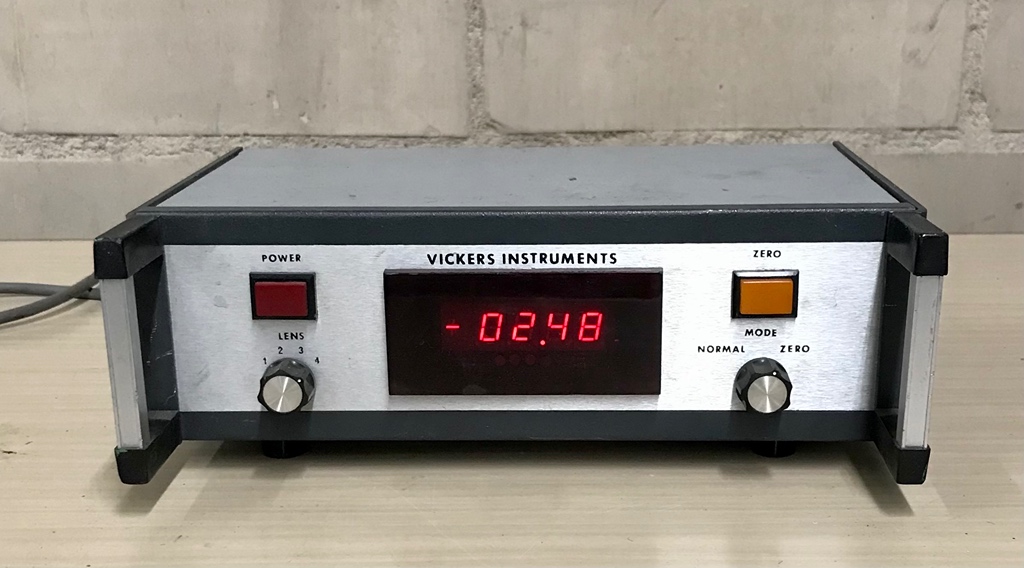 POWER
VICKERS INSTRUMENTS
ZERO
- 02.48
LENS
1 2 3 4
MODE
NORMAL ZERO